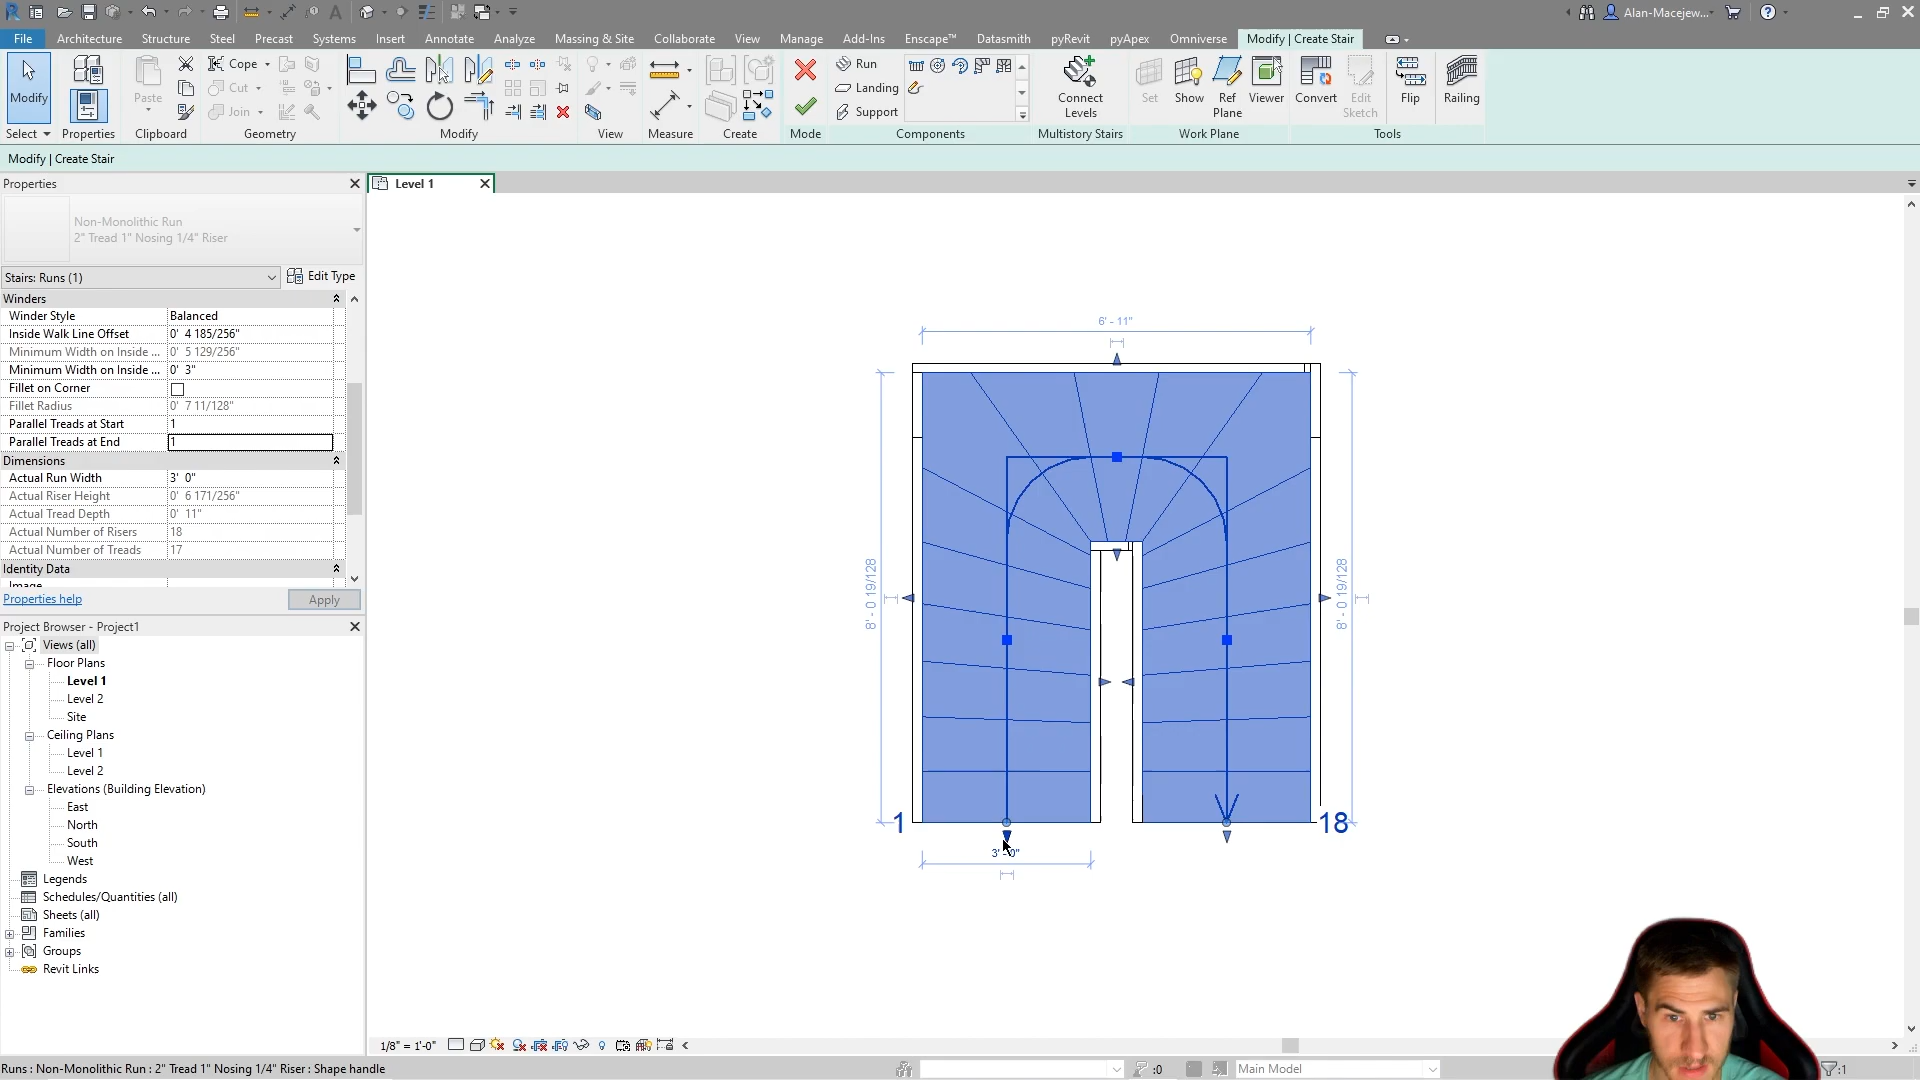 Alan-Macejew...
File Architecture Structure Steel Precast Systems Insert Annotate Analyze Massing & Site Collaborate View Manage Add-Ins Enscape™ Datasmith pyRevit pyApex Omniverse Modify | Create Stair
Modify
Paste
Cope
Cut
Join
Run
Landing
Support
Connect Levels
Set
Show
Ref Plane
Viewer
Convert
Edit Sketch
Flip
Railing
Select Properties Clipboard Geometry Modify View Measure Create Mode Components Multistory Stairs Work Plane Tools
Modify | Create Stair
Properties
Level 1
Non-Monolithic Run
2" Tread 1" Nosing 1/4" Riser
Stairs: Runs (1)
Edit Type
Winders
Winder Style Balanced
Inside Walk Line Offset 0' 4 185/256"
Minimum Width on Inside ... 0' 5 129/256"
Minimum Width on Inside ... 0' 3"
Fillet on Corner
Fillet Radius 0' 7 11/128"
Parallel Treads at Start 1
Parallel Treads at End 1
Dimensions
Actual Run Width 3' 0"
Actual Riser Height 0' 6 171/256"
Actual Tread Depth 0' 11"
Actual Number of Risers 18
Actual Number of Treads 17
Identity Data
Image
Properties help
Apply
Project Browser - Project1
Views (all)
Floor Plans
Level 1
Level 2
Site
Ceiling Plans
Level 1
Level 2
Elevations (Building Elevation)
East
North
South
West
Legends
Schedules/Quantities (all)
Sheets (all)
Families
Groups
Revit Links
6' - 11"
8' - 0 19/128
8' - 0 19/128
1
18
3' - 0"
1/8" = 1'-0"
Runs : Non-Monolithic Run : 2" Tread 1" Nosing 1/4" Riser : Shape handle
:0
Main Model
:1